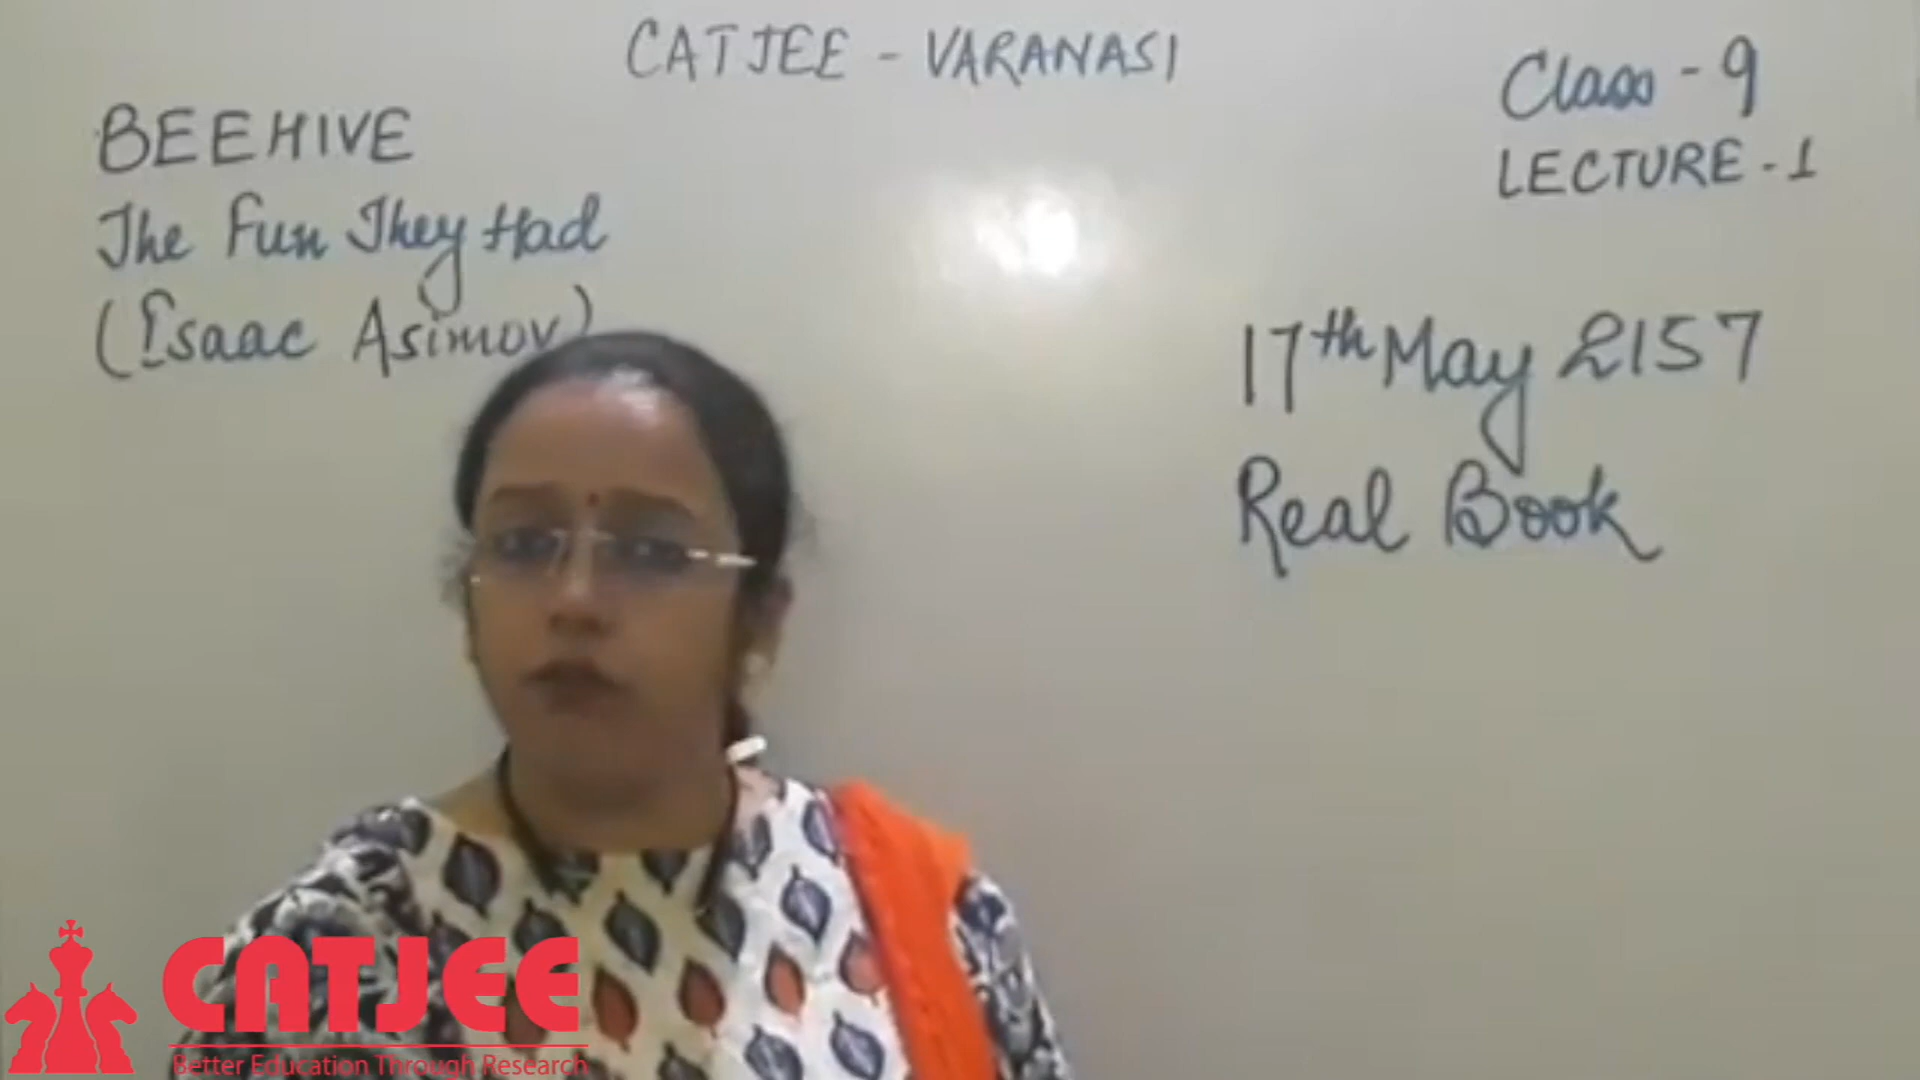 CATJEE - VARANASI
Class - 9
LECTURE - 1
BEEHIVE
The Fun They Had
(Isaac Asimov)
17th May 2157
Real Book
CATJEE
Better Education Through Research